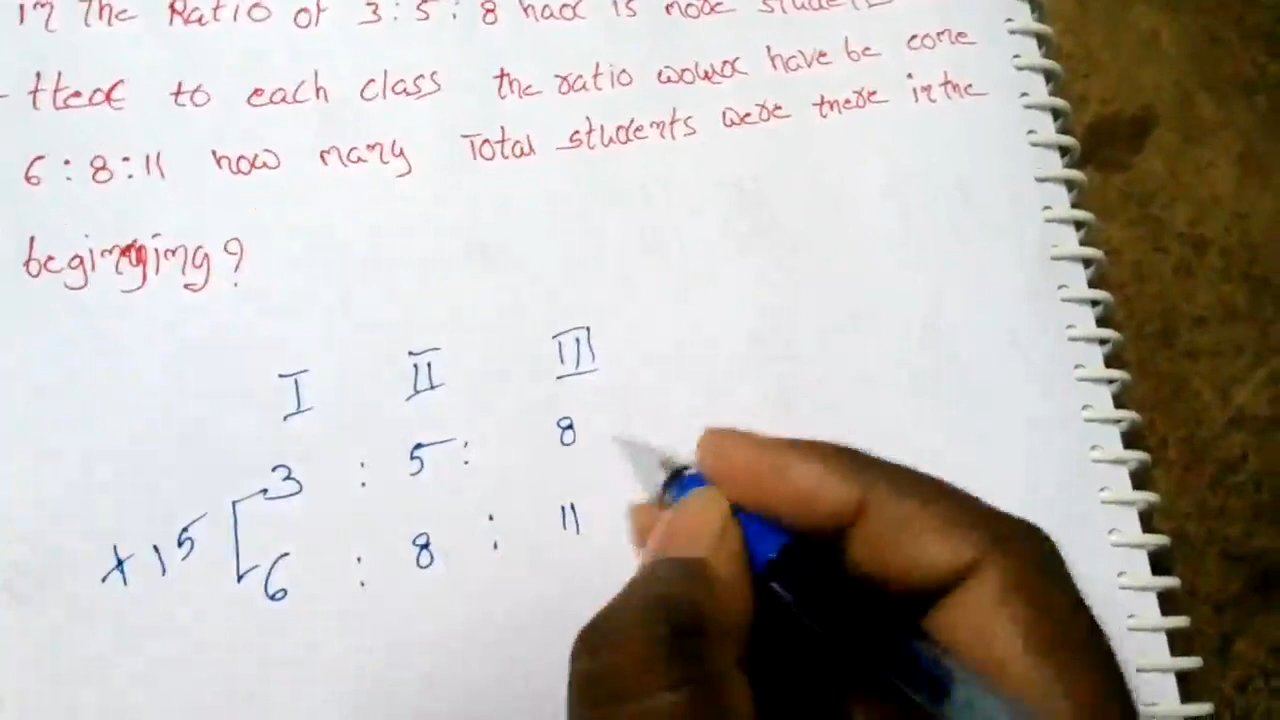 in the Ratio of 3 : 5 : 8 had 15 more
- tted to each class the ratio would have be come
6 : 8 : 11 how many Total students were there in the
beginning?
I II III
3 : 5 : 8
+15
6 : 8 : 11